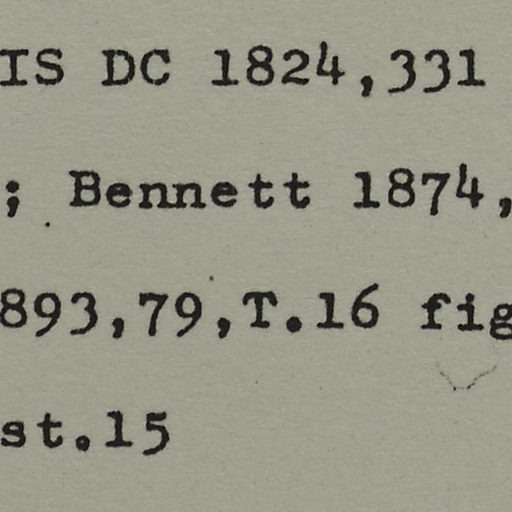 IS DC 1824,331
; Bennett 1874,
893,79,T.16 fig
st.15